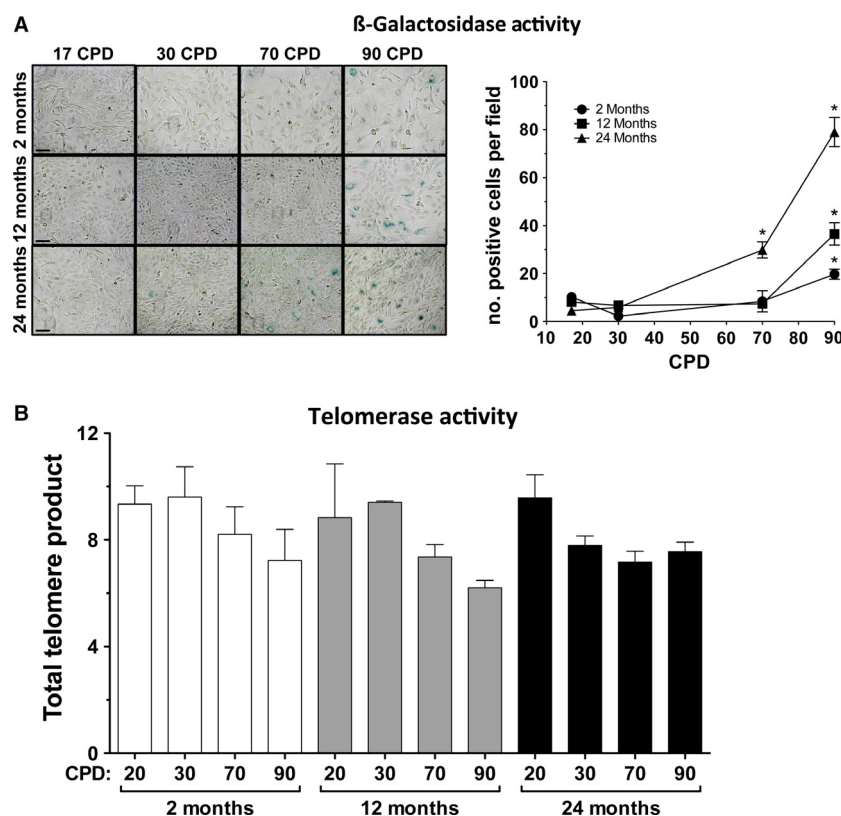 A
ß-Galactosidase activity
17 CPD 30 CPD 70 CPD 90 CPD
2 months
12 months
24 months
no. positive cells per field
100
80
60
40
20
0
2 Months
12 Months
24 Months
*
*
*
*
10 20 30 40 50 60 70 80 90
CPD
B
Telomerase activity
Total telomere product
12
8
4
0
CPD: 20 30 70 90 20 30 70 90 20 30 70 90
2 months 12 months 24 months